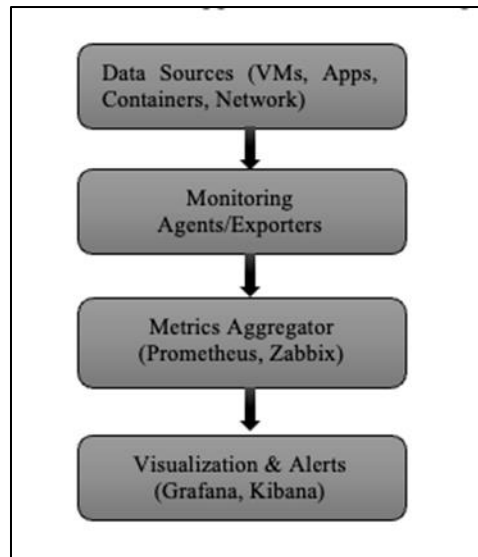 Data Sources (VMs, Apps,
Containers, Network)
Monitoring
Agents/Exporters
Metrics Aggregator
(Prometheus, Zabbix)
Visualization & Alerts
(Grafana, Kibana)